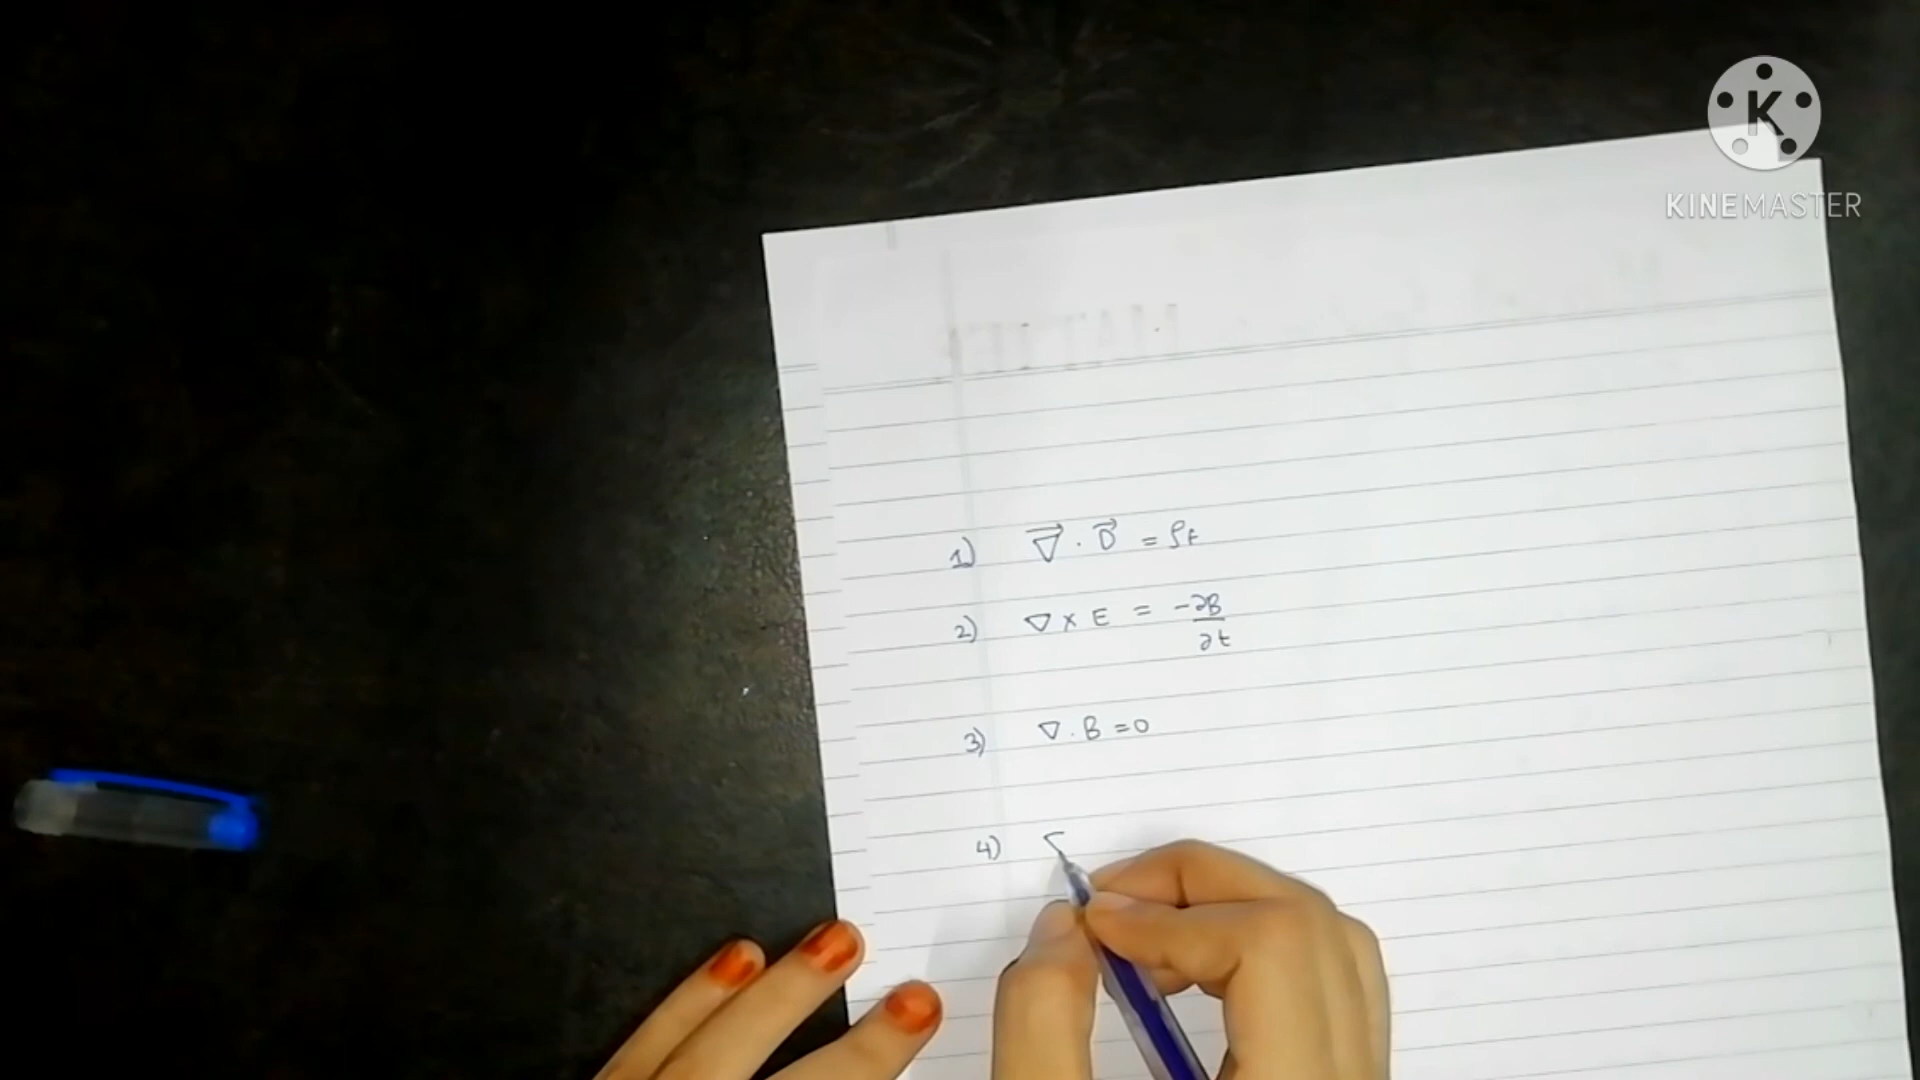 K
KINEMASTER
1) ∇⃗ · D⃗ = ρf
2) ∇ × E = -∂B/∂t
3) ∇ . B = 0
4)